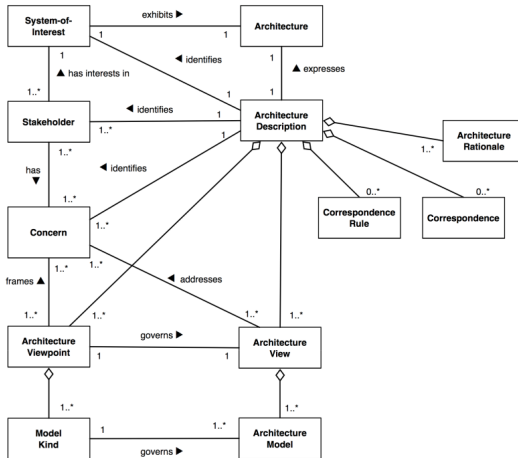 System-of-
Interest
exhibits ▶
Architecture
1
1
1
◀ identifies
1
▲ has interests in
▲ expresses
1..*
1
1
Stakeholder
◀ identifies
1
Architecture
Description
1..*
1..*
1
Architecture
Rationale
1..*
has
▼
◀ identifies
1..*
1..*
0..*
0..*
Concern
Correspondence
Rule
Correspondence
1..*
1..*
frames ▲
◀ addresses
1..*
1..*
1..*
1..*
Architecture
Viewpoint
governs ▶
Architecture
View
1
1
1..*
1..*
Model
Kind
1
1..*
Architecture
Model
governs ▶